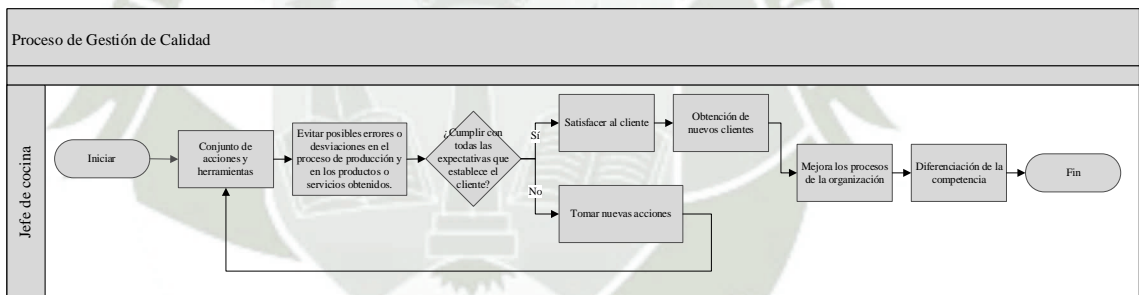 Proceso de Gestión de Calidad
Jefe de cocina
Iniciar
Conjunto de
acciones y
herramientas
Evitar posibles errores o
desviaciones en el
proceso de producción y
en los productos o
servicios obtenidos.
¿Cumplir con
todas las
expectativas que
establece el
cliente?
Sí
Satisfacer al cliente
Obtención de
nuevos clientes
No
Tomar nuevas acciones
Mejora los procesos
de la organización
Diferenciación de la
competencia
Fin